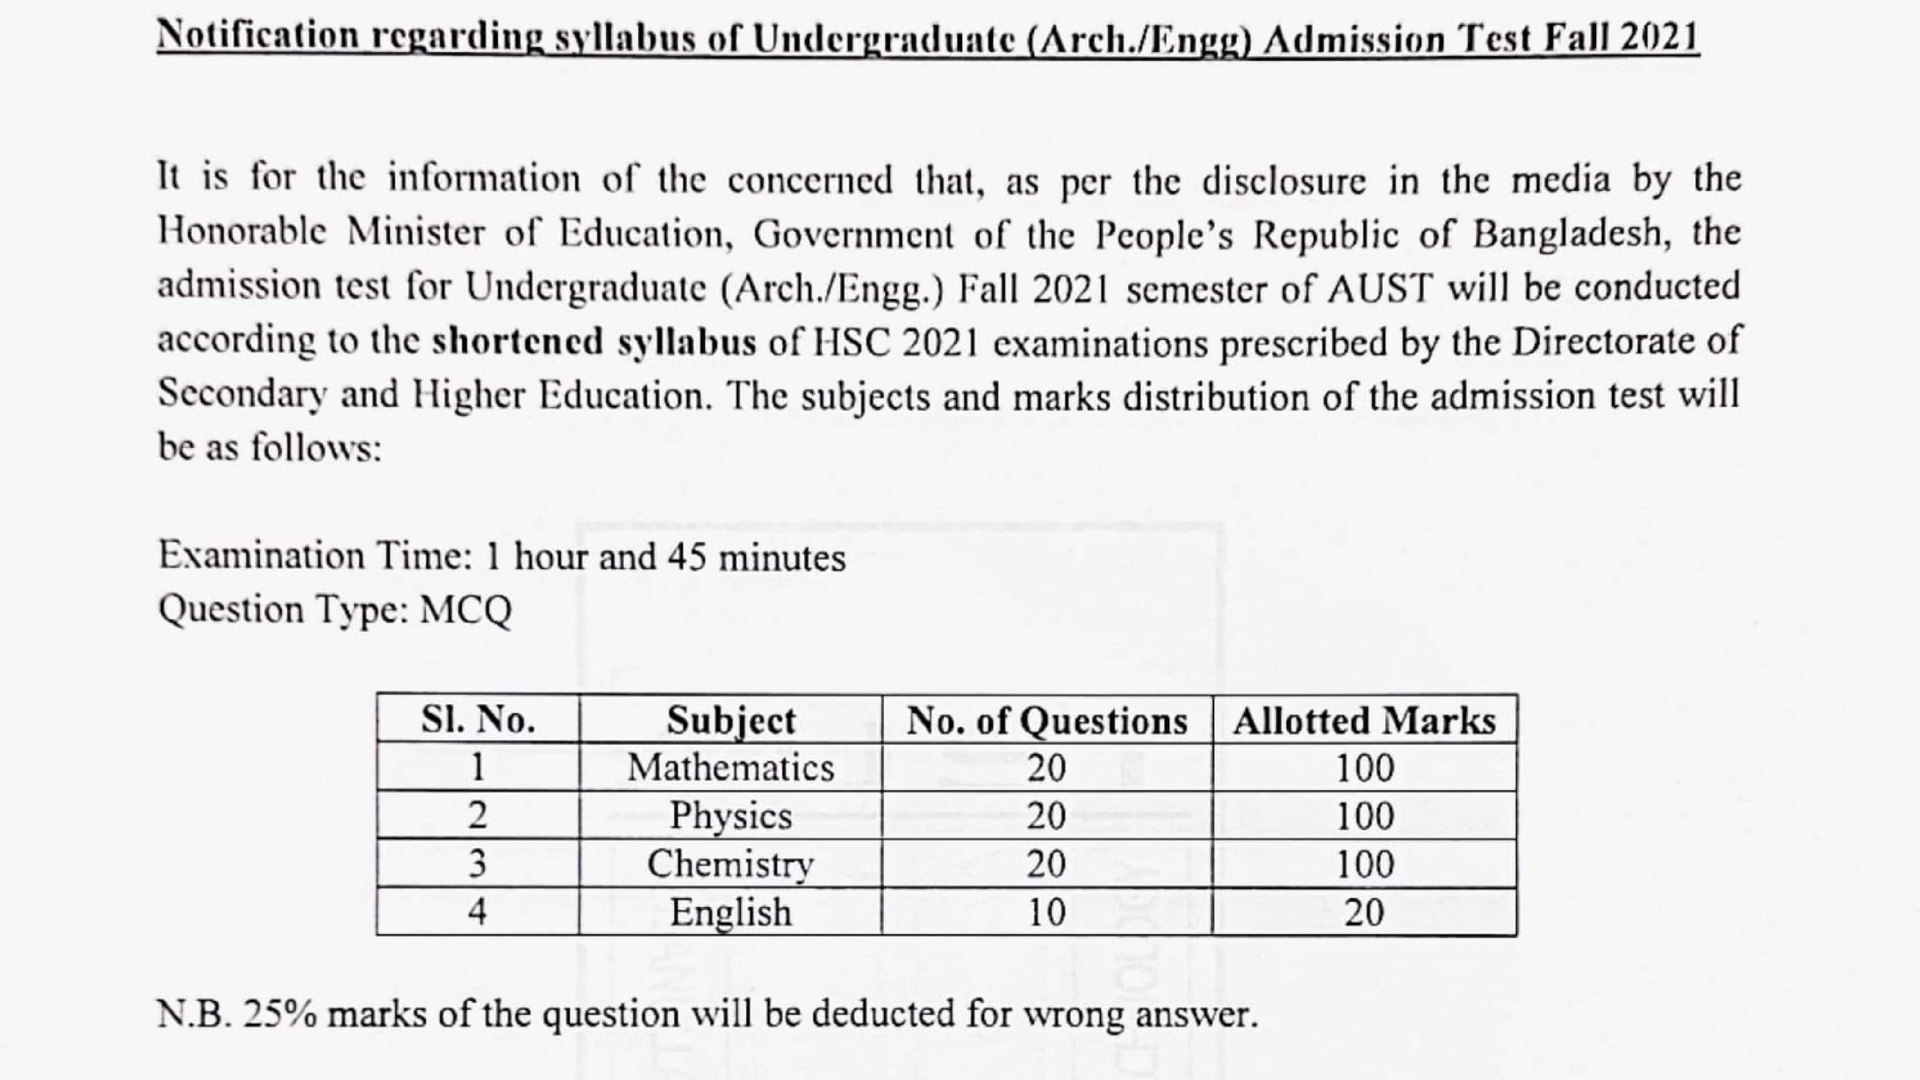 Notification regarding syllabus of Undergraduate (Arch./Engg) Admission Test Fall 2021
It is for the information of the concerned that, as per the disclosure in the media by the
Honorable Minister of Education, Government of the People's Republic of Bangladesh, the
admission test for Undergraduate (Arch./Engg.) Fall 2021 semester of AUST will be conducted
according to the shortened syllabus of HSC 2021 examinations prescribed by the Directorate of
Secondary and Higher Education. The subjects and marks distribution of the admission test will
be as follows:
Examination Time: 1 hour and 45 minutes
Question Type: MCQ
Sl. No. Subject No. of Questions Allotted Marks
1 Mathematics 20 100
2 Physics 20 100
3 Chemistry 20 100
4 English 10 20
N.B. 25% marks of the question will be deducted for wrong answer.